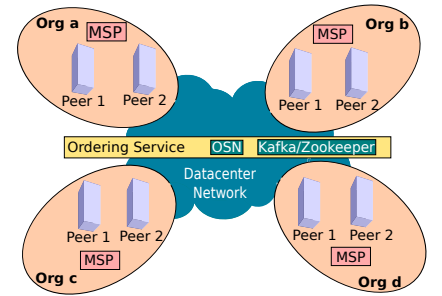 Org a
MSP
Peer 1 Peer 2
Org b
MSP
Peer 1 Peer 2
Ordering Service OSN Kafka/Zookeeper
Datacenter
Network
Peer 1 Peer 2
MSP
Org c
Peer 1 Peer 2
MSP
Org d